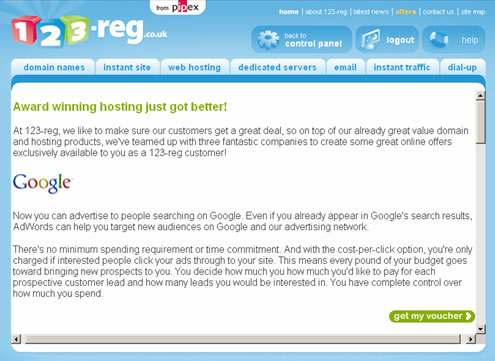 from pipex
home | about 123-reg | latest news | offers | contact us | site map
123-reg.co.uk
back to
control panel
logout
help
domain names
instant site
web hosting
dedicated servers
email
instant traffic
dial-up
Award winning hosting just got better!
At 123-reg, we like to make sure our customers get a great deal, so on top of our already great value domain
and hosting products, we've teamed up with three fantastic companies to create some great online offers
exclusively available to you as a 123-reg customer!
Google
Now you can advertise to people searching on Google. Even if you already appear in Google's search results,
AdWords can help you target new audiences on Google and our advertising network.
There's no minimum spending requirement or time commitment. And with the cost-per-click option, you're only
charged if interested people click your ads through to your site. This means every pound of your budget goes
toward bringing new prospects to you. You decide how much you how much you'd like to pay for each
prospective customer lead and how many leads you would be interested in. You have complete control over
how much you spend.
get my voucher